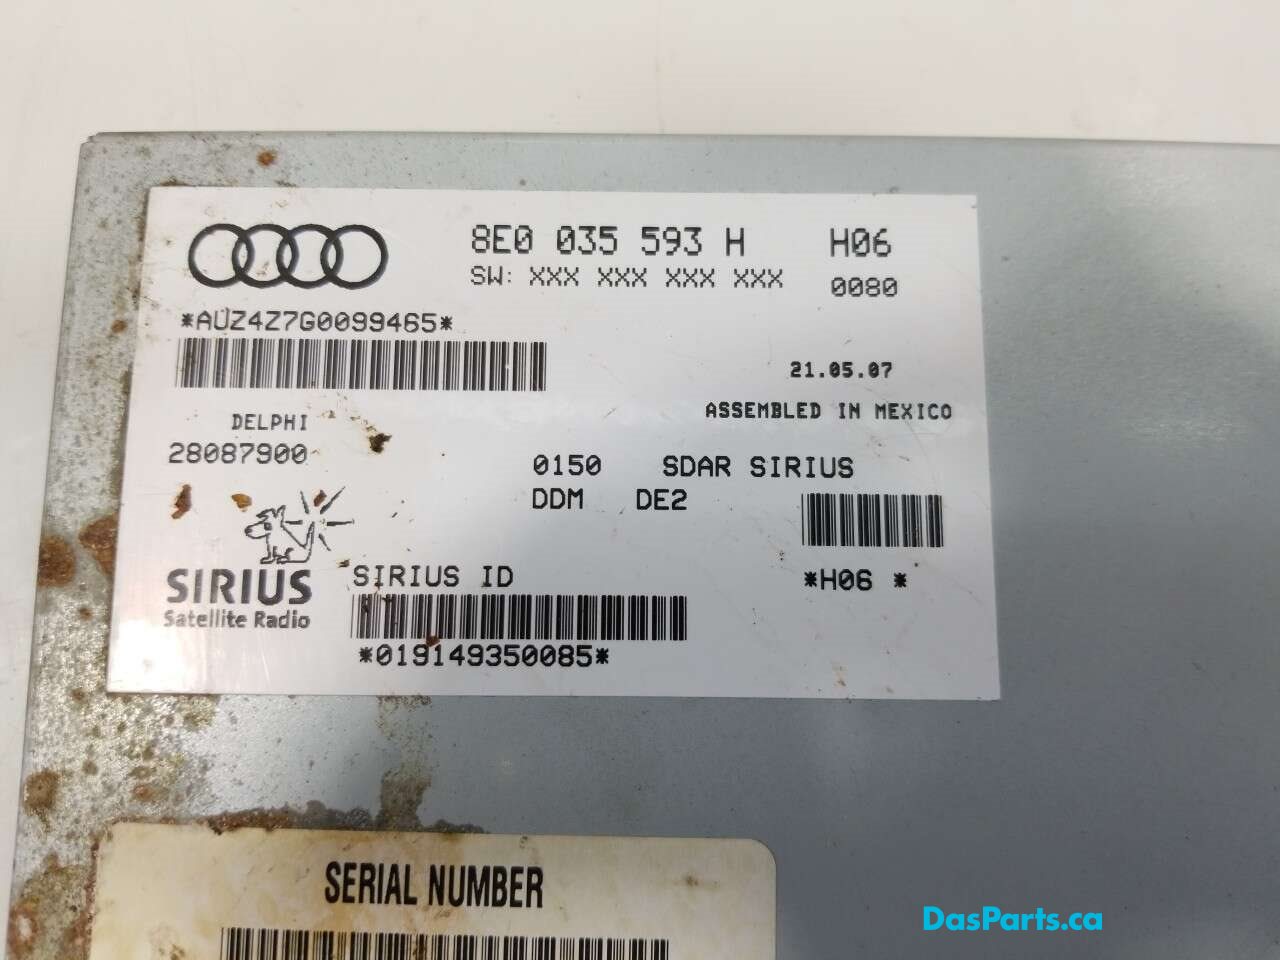 8E0 035 593 H H06
SW: XXX XXX XXX XXX 0080
*AUZ4Z7G0099465*
21.05.07
ASSEMBLED IN MEXICO
DELPHI
28087900
0150 SDAR SIRIUS
DDM DE2
SIRIUS
Satellite Radio
SIRIUS ID
*H06 *
*019149350085*
SERIAL NUMBER
DasParts.ca